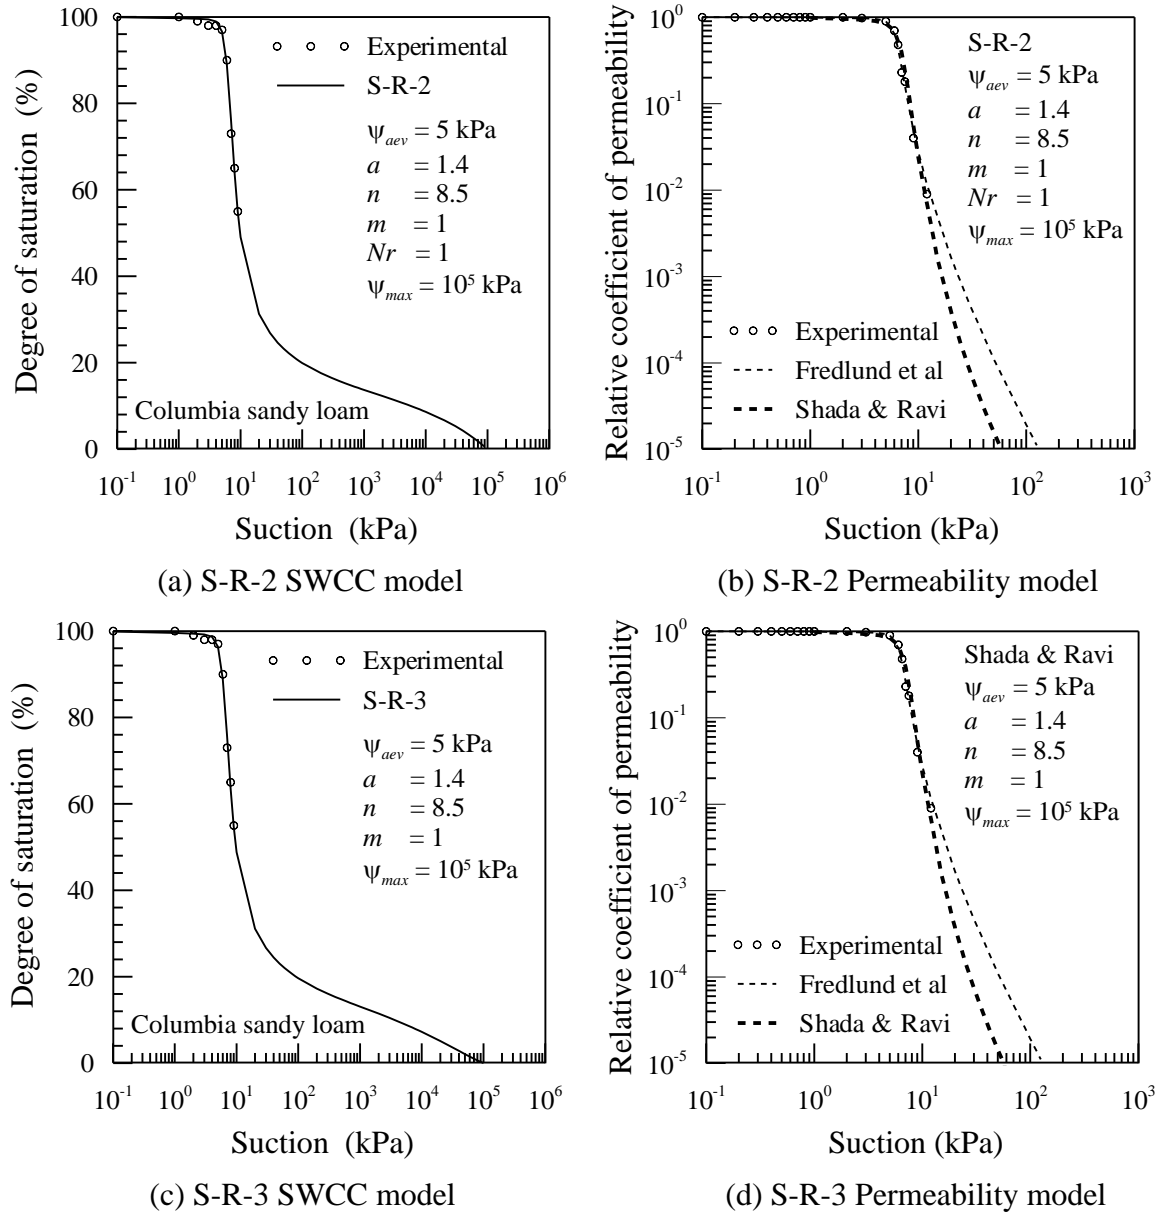 Degree of saturation (%)
100
80
60
40
20
0
Experimental
S-R-2
ψaev = 5 kPa
a = 1.4
n = 8.5
m = 1
Nr = 1
ψmax = 10⁵ kPa
Columbia sandy loam
10⁻¹ 10⁰ 10¹ 10² 10³ 10⁴ 10⁵ 10⁶
Suction (kPa)
(a) S-R-2 SWCC model
Relative coefficient of permeability
10⁰
10⁻¹
10⁻²
10⁻³
10⁻⁴
10⁻⁵
S-R-2
ψaev = 5 kPa
a = 1.4
n = 8.5
m = 1
Nr = 1
ψmax = 10⁵ kPa
Experimental
Fredlund et al
Shada & Ravi
10⁻¹ 10⁰ 10¹ 10² 10³
Suction (kPa)
(b) S-R-2 Permeability model
Degree of saturation (%)
100
80
60
40
20
0
Experimental
S-R-3
ψaev = 5 kPa
a = 1.4
n = 8.5
m = 1
ψmax = 10⁵ kPa
Columbia sandy loam
10⁻¹ 10⁰ 10¹ 10² 10³ 10⁴ 10⁵ 10⁶
Suction (kPa)
(c) S-R-3 SWCC model
Relative coefficient of permeability
10⁰
10⁻¹
10⁻²
10⁻³
10⁻⁴
10⁻⁵
Shada & Ravi
ψaev = 5 kPa
a = 1.4
n = 8.5
m = 1
ψmax = 10⁵ kPa
Experimental
Fredlund et al
Shada & Ravi
10⁻¹ 10⁰ 10¹ 10² 10³
Suction (kPa)
(d) S-R-3 Permeability model